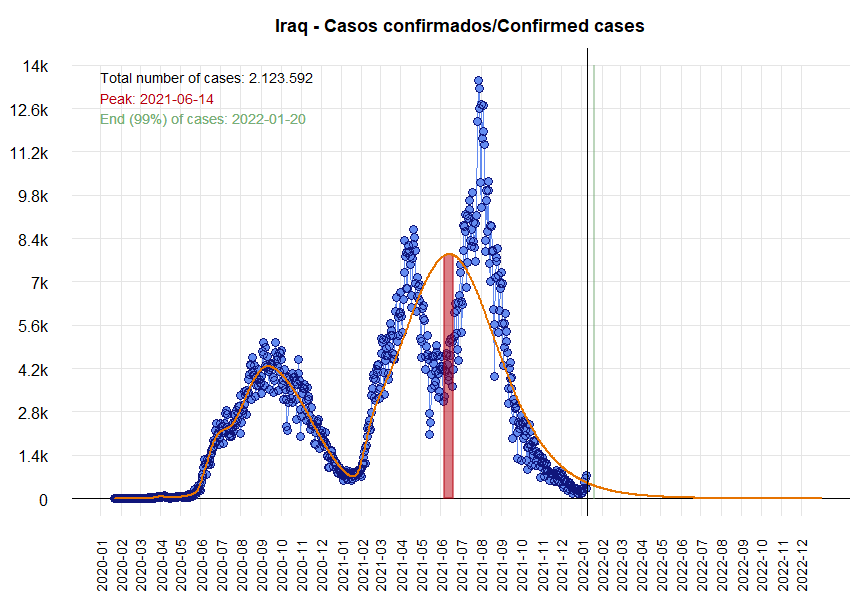 Iraq - Casos confirmados/Confirmed cases
Total number of cases: 2.123.592
Peak: 2021-06-14
End (99%) of cases: 2022-01-20
14k
12.6k
11.2k
9.8k
8.4k
7k
5.6k
4.2k
2.8k
1.4k
0
2020-01
2020-02
2020-03
2020-04
2020-05
2020-06
2020-07
2020-08
2020-09
2020-10
2020-11
2020-12
2021-01
2021-02
2021-03
2021-04
2021-05
2021-06
2021-07
2021-08
2021-09
2021-10
2021-11
2021-12
2022-01
2022-02
2022-03
2022-04
2022-05
2022-06
2022-07
2022-08
2022-09
2022-10
2022-11
2022-12